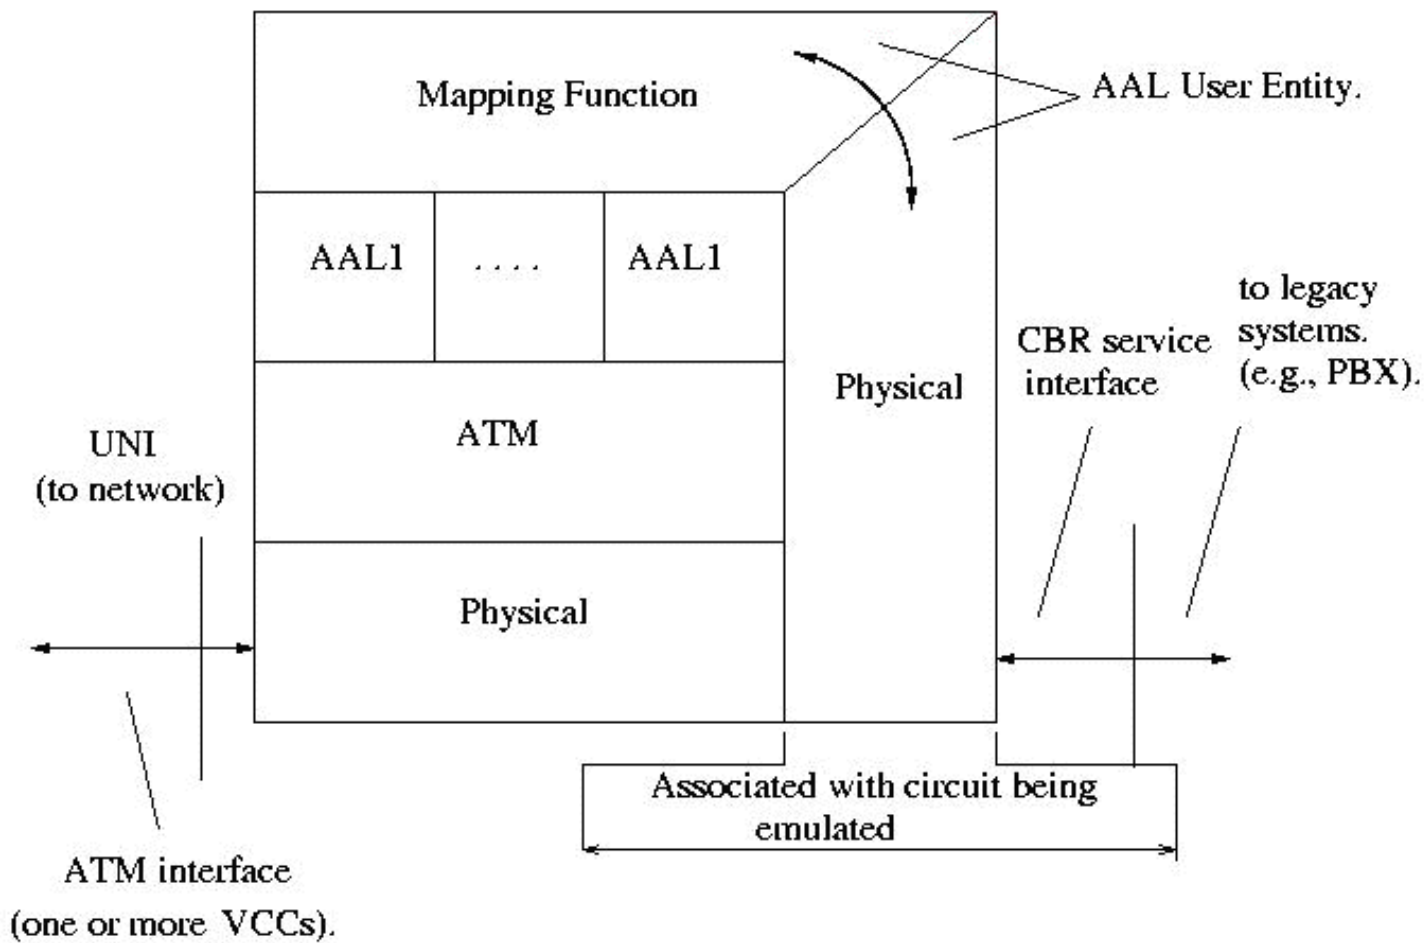 Mapping Function
AAL User Entity.
AAL1
. . . .
AAL1
to legacy
systems.
(e.g., PBX).
CBR service
interface
Physical
ATM
UNI
(to network)
Physical
Associated with circuit being
emulated
ATM interface
(one or more VCCs).